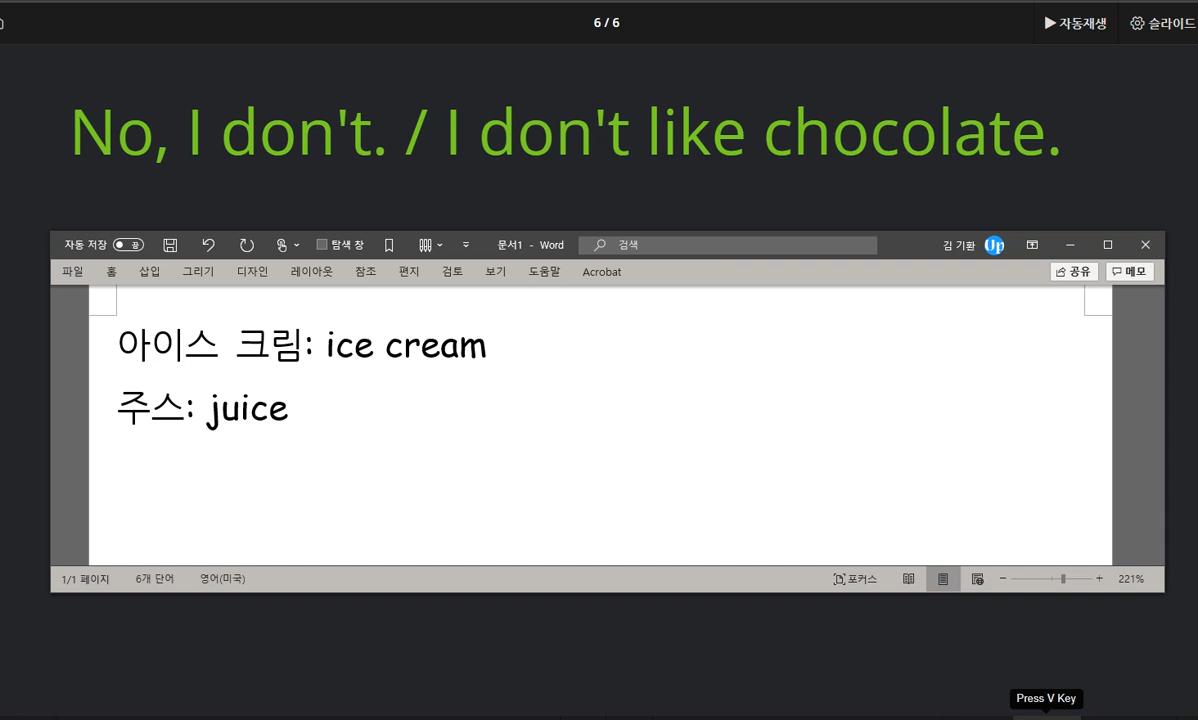 6 / 6
▶ 자동재생
슬라이드
No, I don't. / I don't like chocolate.
자동 저장 끔
탐색 창
문서1 - Word
검색
김 기환
Up
파일 홈 삽입 그리기 디자인 레이아웃 참조 편지 검토 보기 도움말 Acrobat
공유 메모
아이스 크림: ice cream
주스: juice
1/1 페이지 6개 단어 영어(미국)
포커스
221%
Press V Key